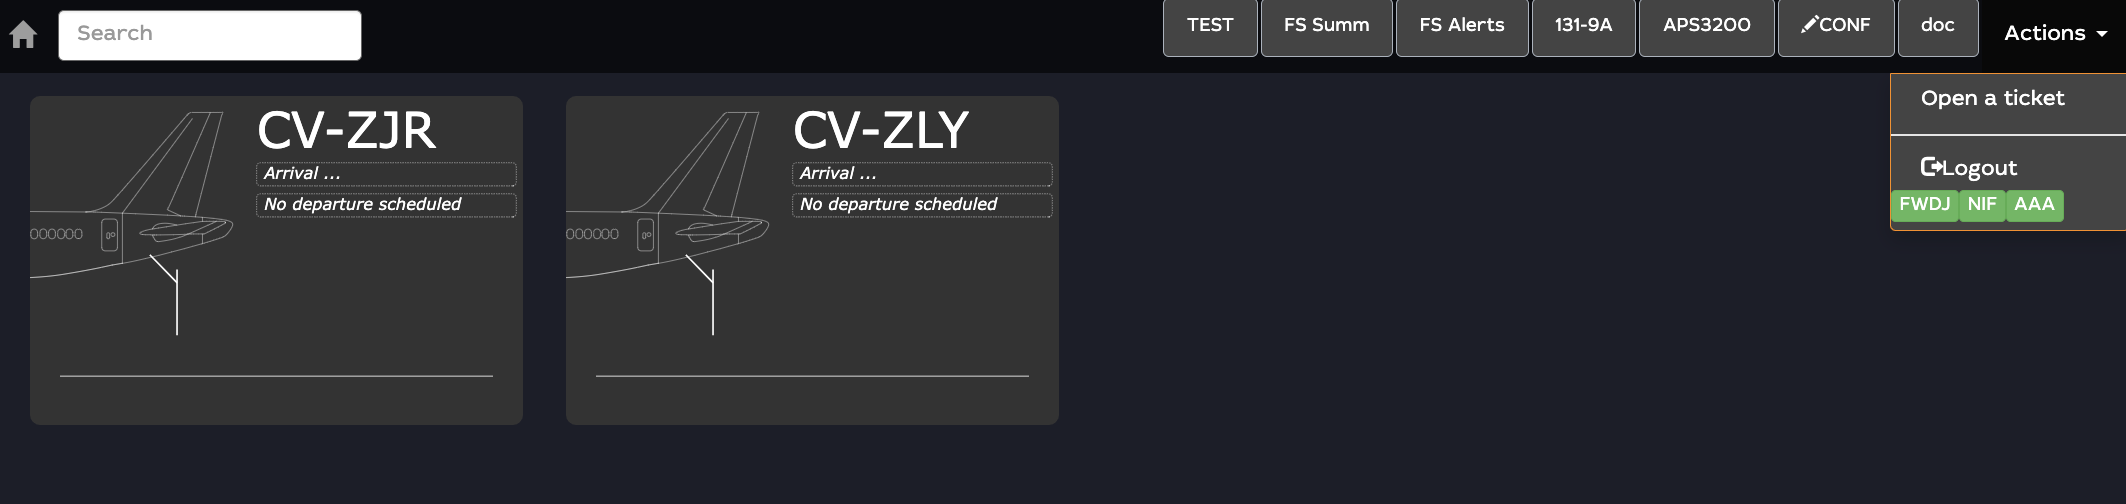 Search
TEST
FS Summ
FS Alerts
131-9A
APS3200
CONF
doc
Actions
Open a ticket
Logout
FWDJ NIF AAA
CV-ZJR
Arrival ...
No departure scheduled
CV-ZLY
Arrival ...
No departure scheduled